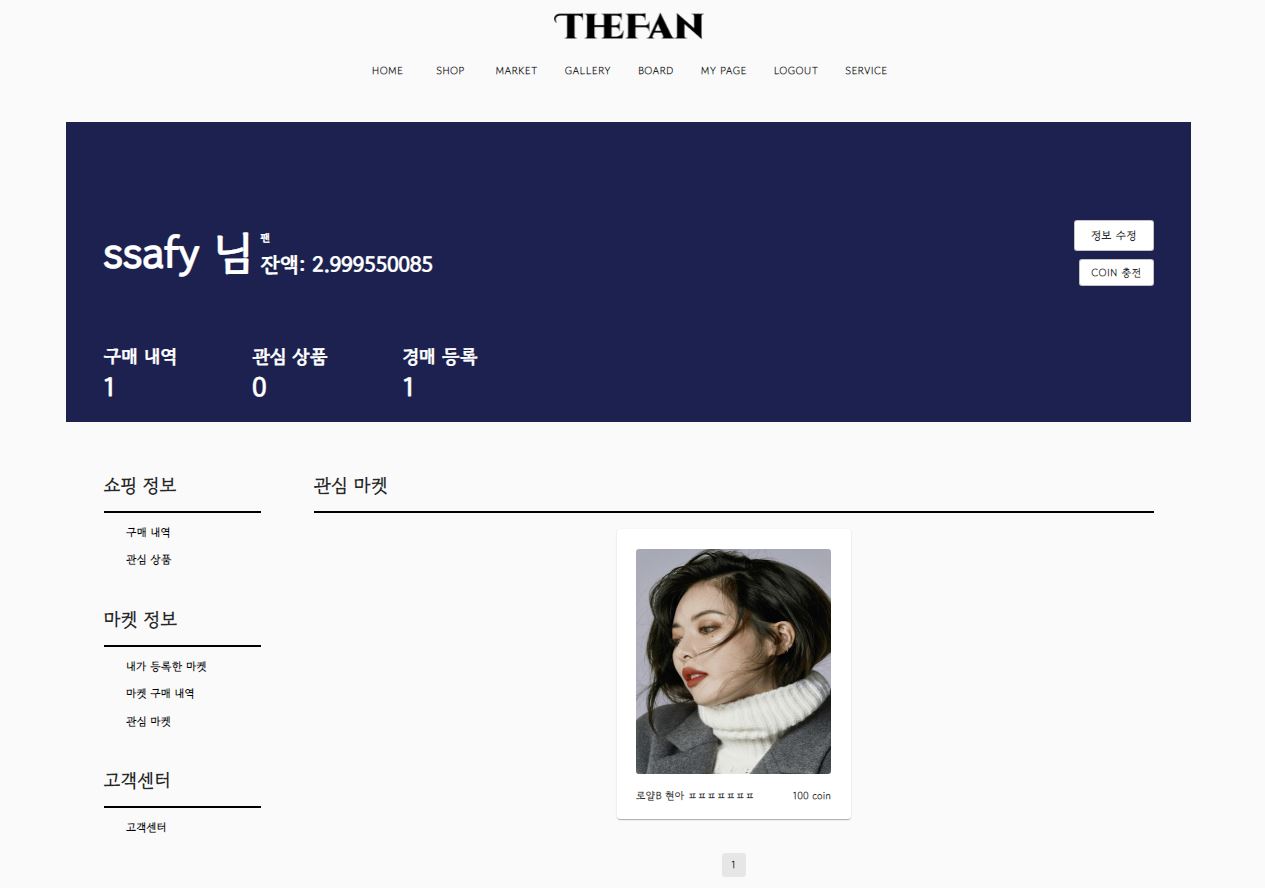 THEFAN
HOME SHOP MARKET GALLERY BOARD MY PAGE LOGOUT SERVICE
ssafy 님
팬
잔액: 2.999550085
정보 수정
COIN 충전
구매 내역 관심 상품 경매 등록
1 0 1
쇼핑 정보
구매 내역
관심 상품
마켓 정보
내가 등록한 마켓
마켓 구매 내역
관심 마켓
고객센터
고객센터
관심 마켓
로얄B 현아 ㅍㅍㅍㅍㅍㅍㅍ 100 coin
1